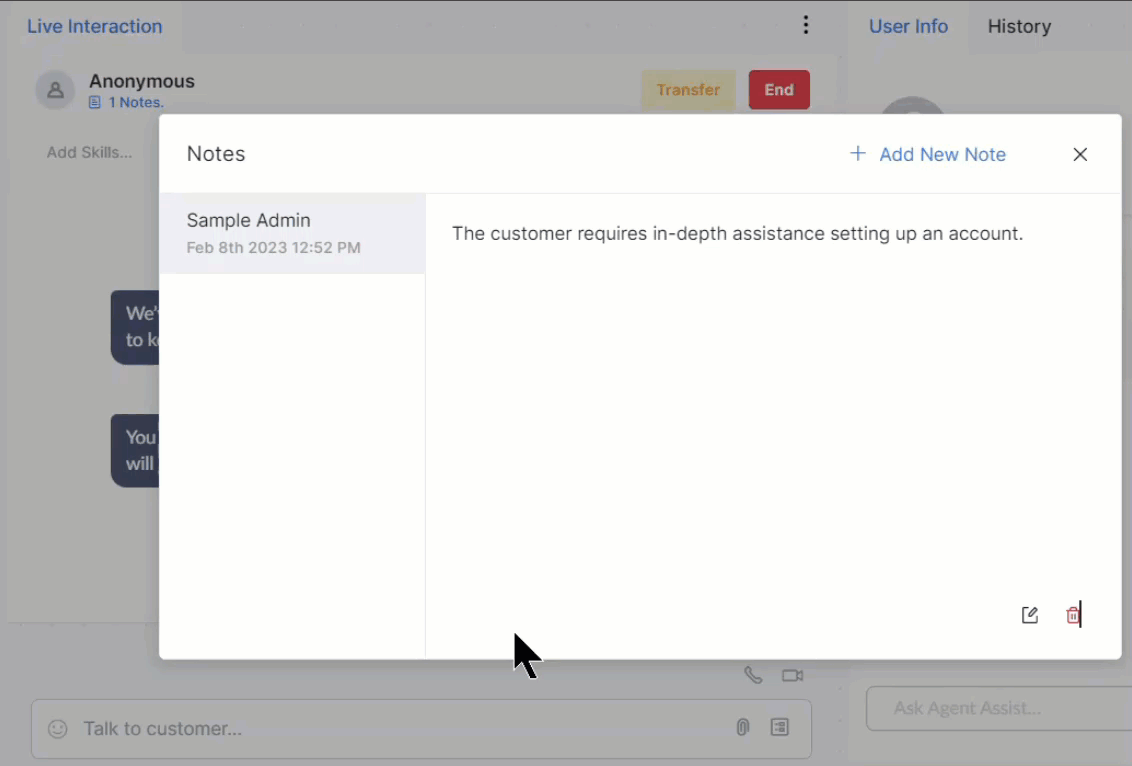 Live Interaction
User Info
History
Anonymous
1 Notes.
Transfer
End
Add Skills...
Notes
+ Add New Note
Sample Admin
Feb 8th 2023 12:52 PM
The customer requires in-depth assistance setting up an account.
We'
to k
You
will
Talk to customer...
Ask Agent Assist...